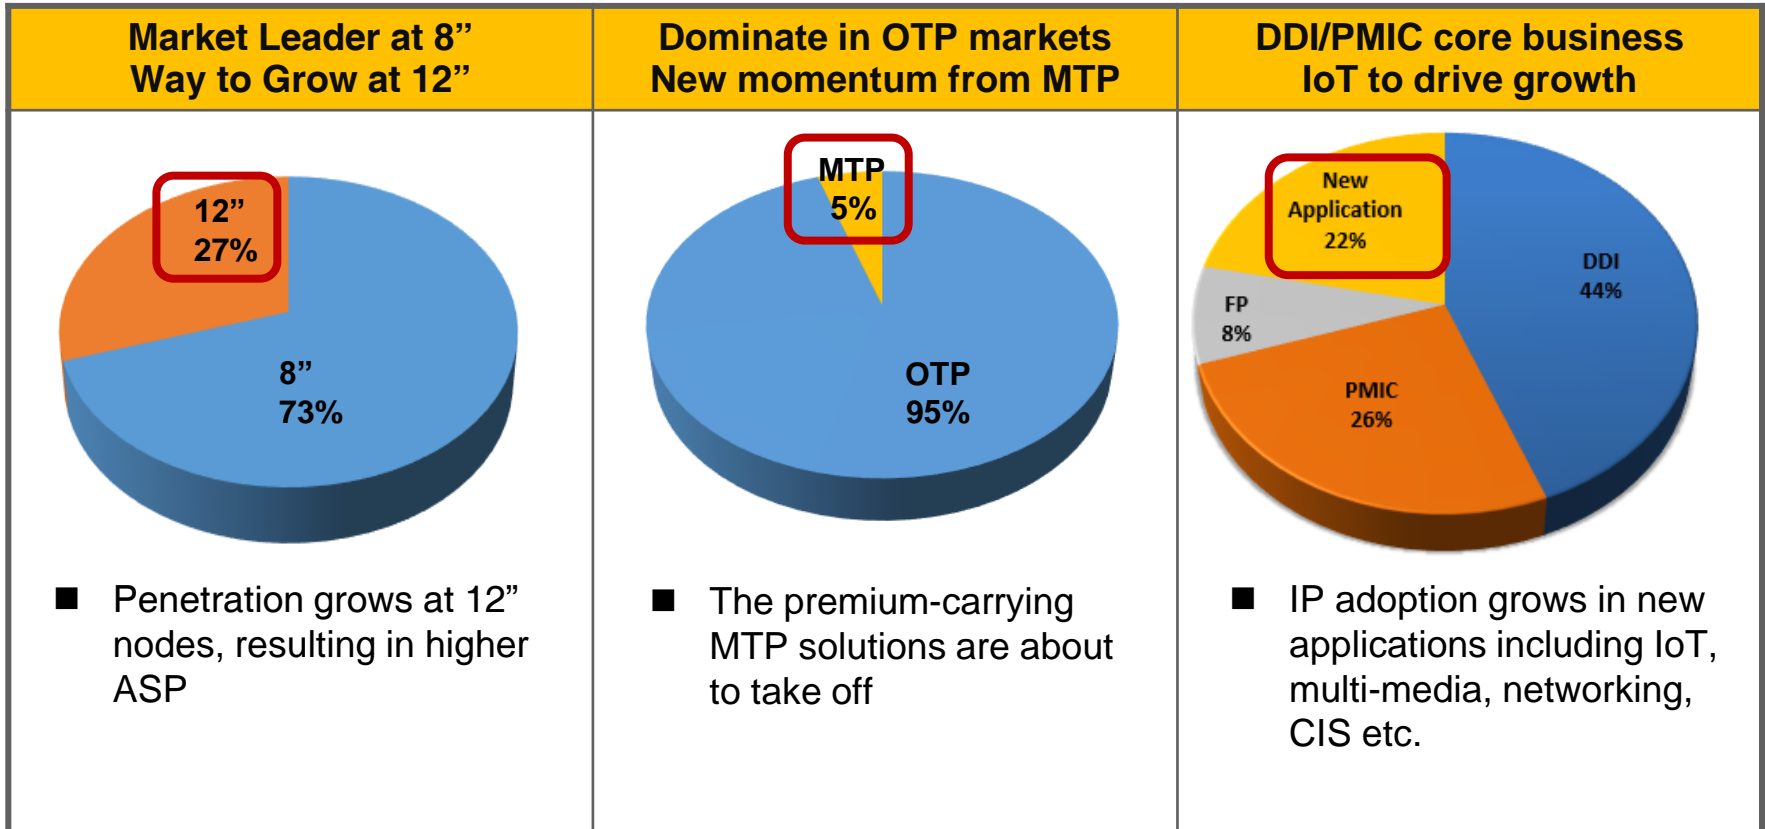 Market Leader at 8”
Way to Grow at 12”
12”
27%
8”
73%
■ Penetration grows at 12”
nodes, resulting in higher
ASP
Dominate in OTP markets
New momentum from MTP
MTP
5%
OTP
95%
■ The premium-carrying
MTP solutions are about
to take off
DDI/PMIC core business
IoT to drive growth
New
Application
22%
DDI
44%
FP
8%
PMIC
26%
■ IP adoption grows in new
applications including IoT,
multi-media, networking,
CIS etc.